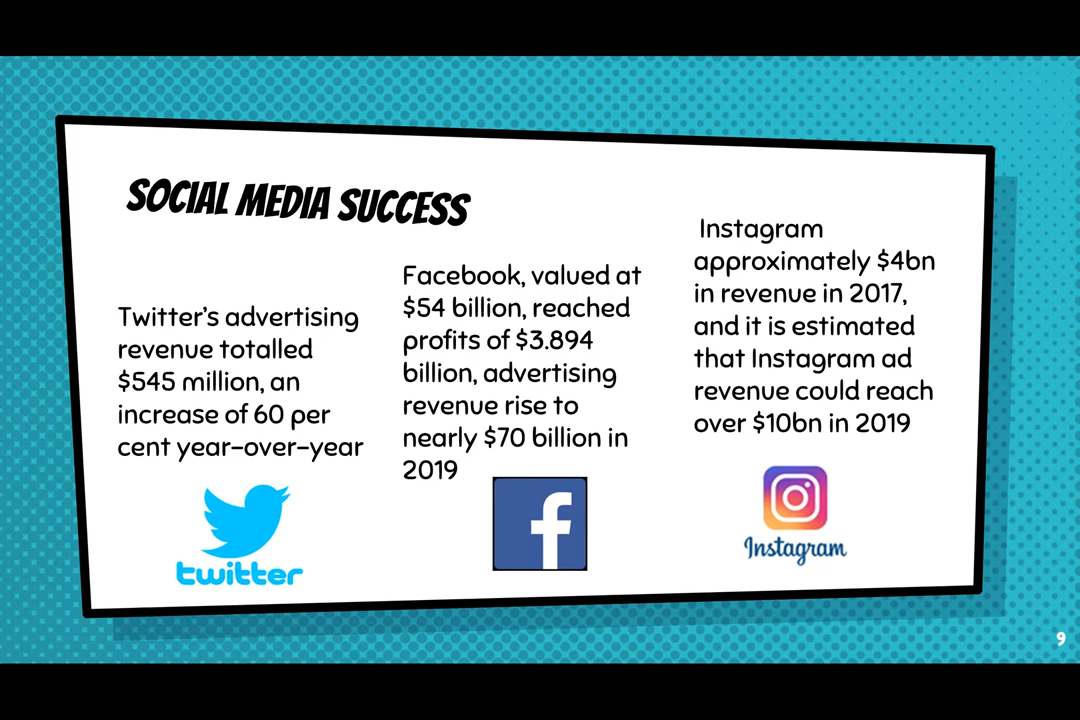 SOCIAL MEDIA SUCCESS
Twitter's advertising
revenue totalled
$545 million, an
increase of 60 per
cent year-over-year
twitter
Facebook, valued at
$54 billion, reached
profits of $3.894
billion, advertising
revenue rise to
nearly $70 billion in
2019
f
Instagram
approximately $4bn
in revenue in 2017,
and it is estimated
that Instagram ad
revenue could reach
over $10bn in 2019
Instagram
9